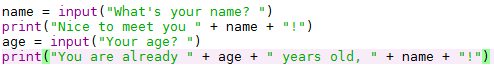 name = input("What's your name? ")
print("Nice to meet you " + name + "!")
age = input("Your age? ")
print("You are already " + age + " years old, " + name + "!")